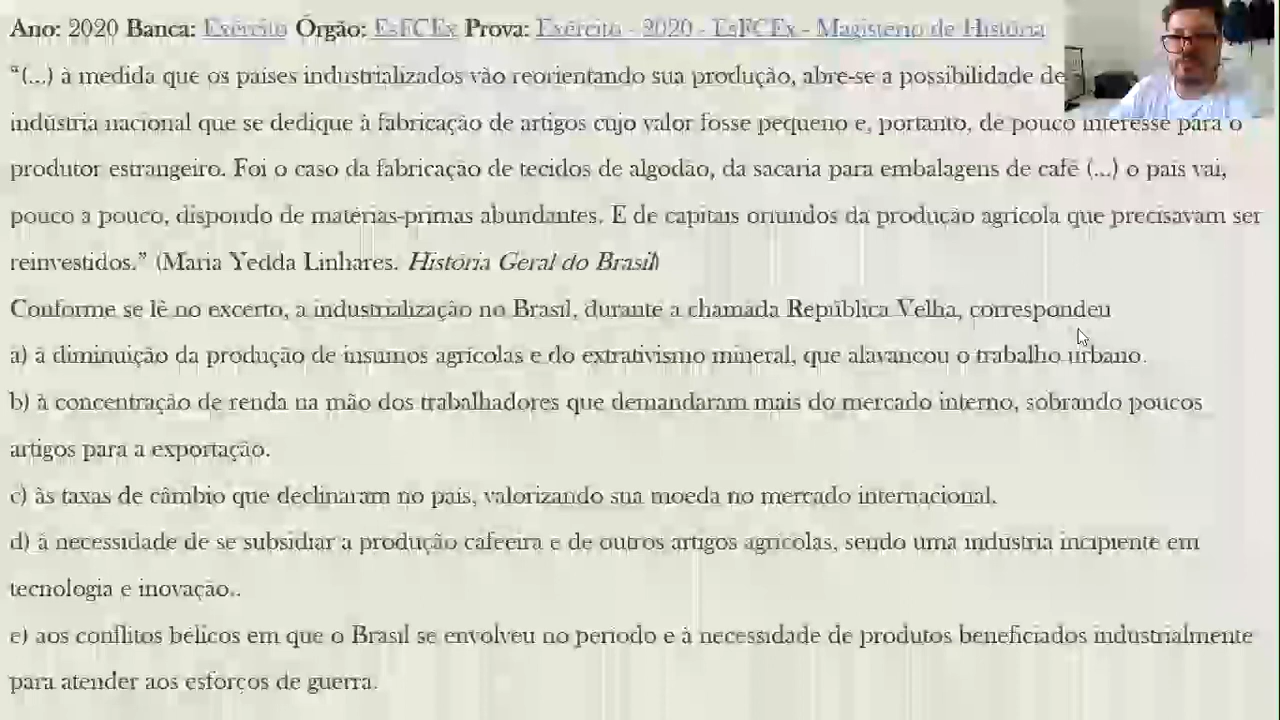 Ano: 2020 Banca: Exército Órgão: EsFCEx Prova: Exército - 2020 - EsFCEx - Magistério de História
“(...) à medida que os países industrializados vão reorientando sua produção, abre-se a possibilidade de
indústria nacional que se dedique à fabricação de artigos cujo valor fosse pequeno e, portanto, de pouco interesse para o
produtor estrangeiro. Foi o caso da fabricação de tecidos de algodão, da sacaria para embalagens de café (...) o país vai,
pouco a pouco, dispondo de matérias-primas abundantes. E de capitais oriundos da produção agrícola que precisavam ser
reinvestidos.” (Maria Yedda Linhares. História Geral do Brasil)
Conforme se lê no excerto, a industrialização no Brasil, durante a chamada República Velha, correspondeu
a) à diminuição da produção de insumos agrícolas e do extrativismo mineral, que alavancou o trabalho urbano.
b) à concentração de renda na mão dos trabalhadores que demandaram mais do mercado interno, sobrando poucos
artigos para a exportação.
c) às taxas de câmbio que declinaram no país, valorizando sua moeda no mercado internacional.
d) à necessidade de se subsidiar a produção cafeeira e de outros artigos agrícolas, sendo uma indústria incipiente em
tecnologia e inovação..
e) aos conflitos bélicos em que o Brasil se envolveu no período e à necessidade de produtos beneficiados industrialmente
para atender aos esforços de guerra.